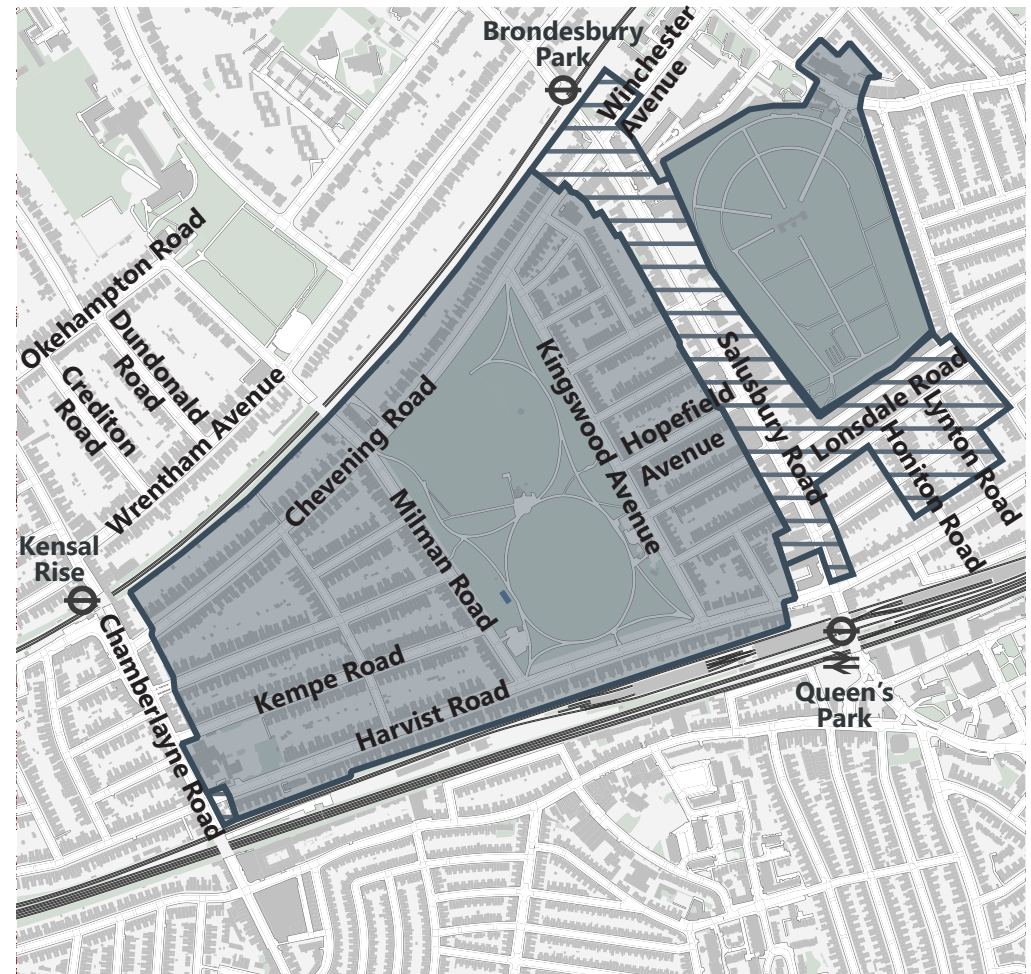 Brondesbury
Park
Winchester
Avenue
Okehampton Road
Dundonald
Road
Crediton
Road
Wrentham Avenue
Chevening Road
Kingswood Avenue
Hopefield
Avenue
Salusbury Road
Lonsdale Road
Lynton Road
Honiton Road
Milman Road
Kensal
Rise
Chamberlayne Road
Kempe Road
Harvist Road
Queen's
Park